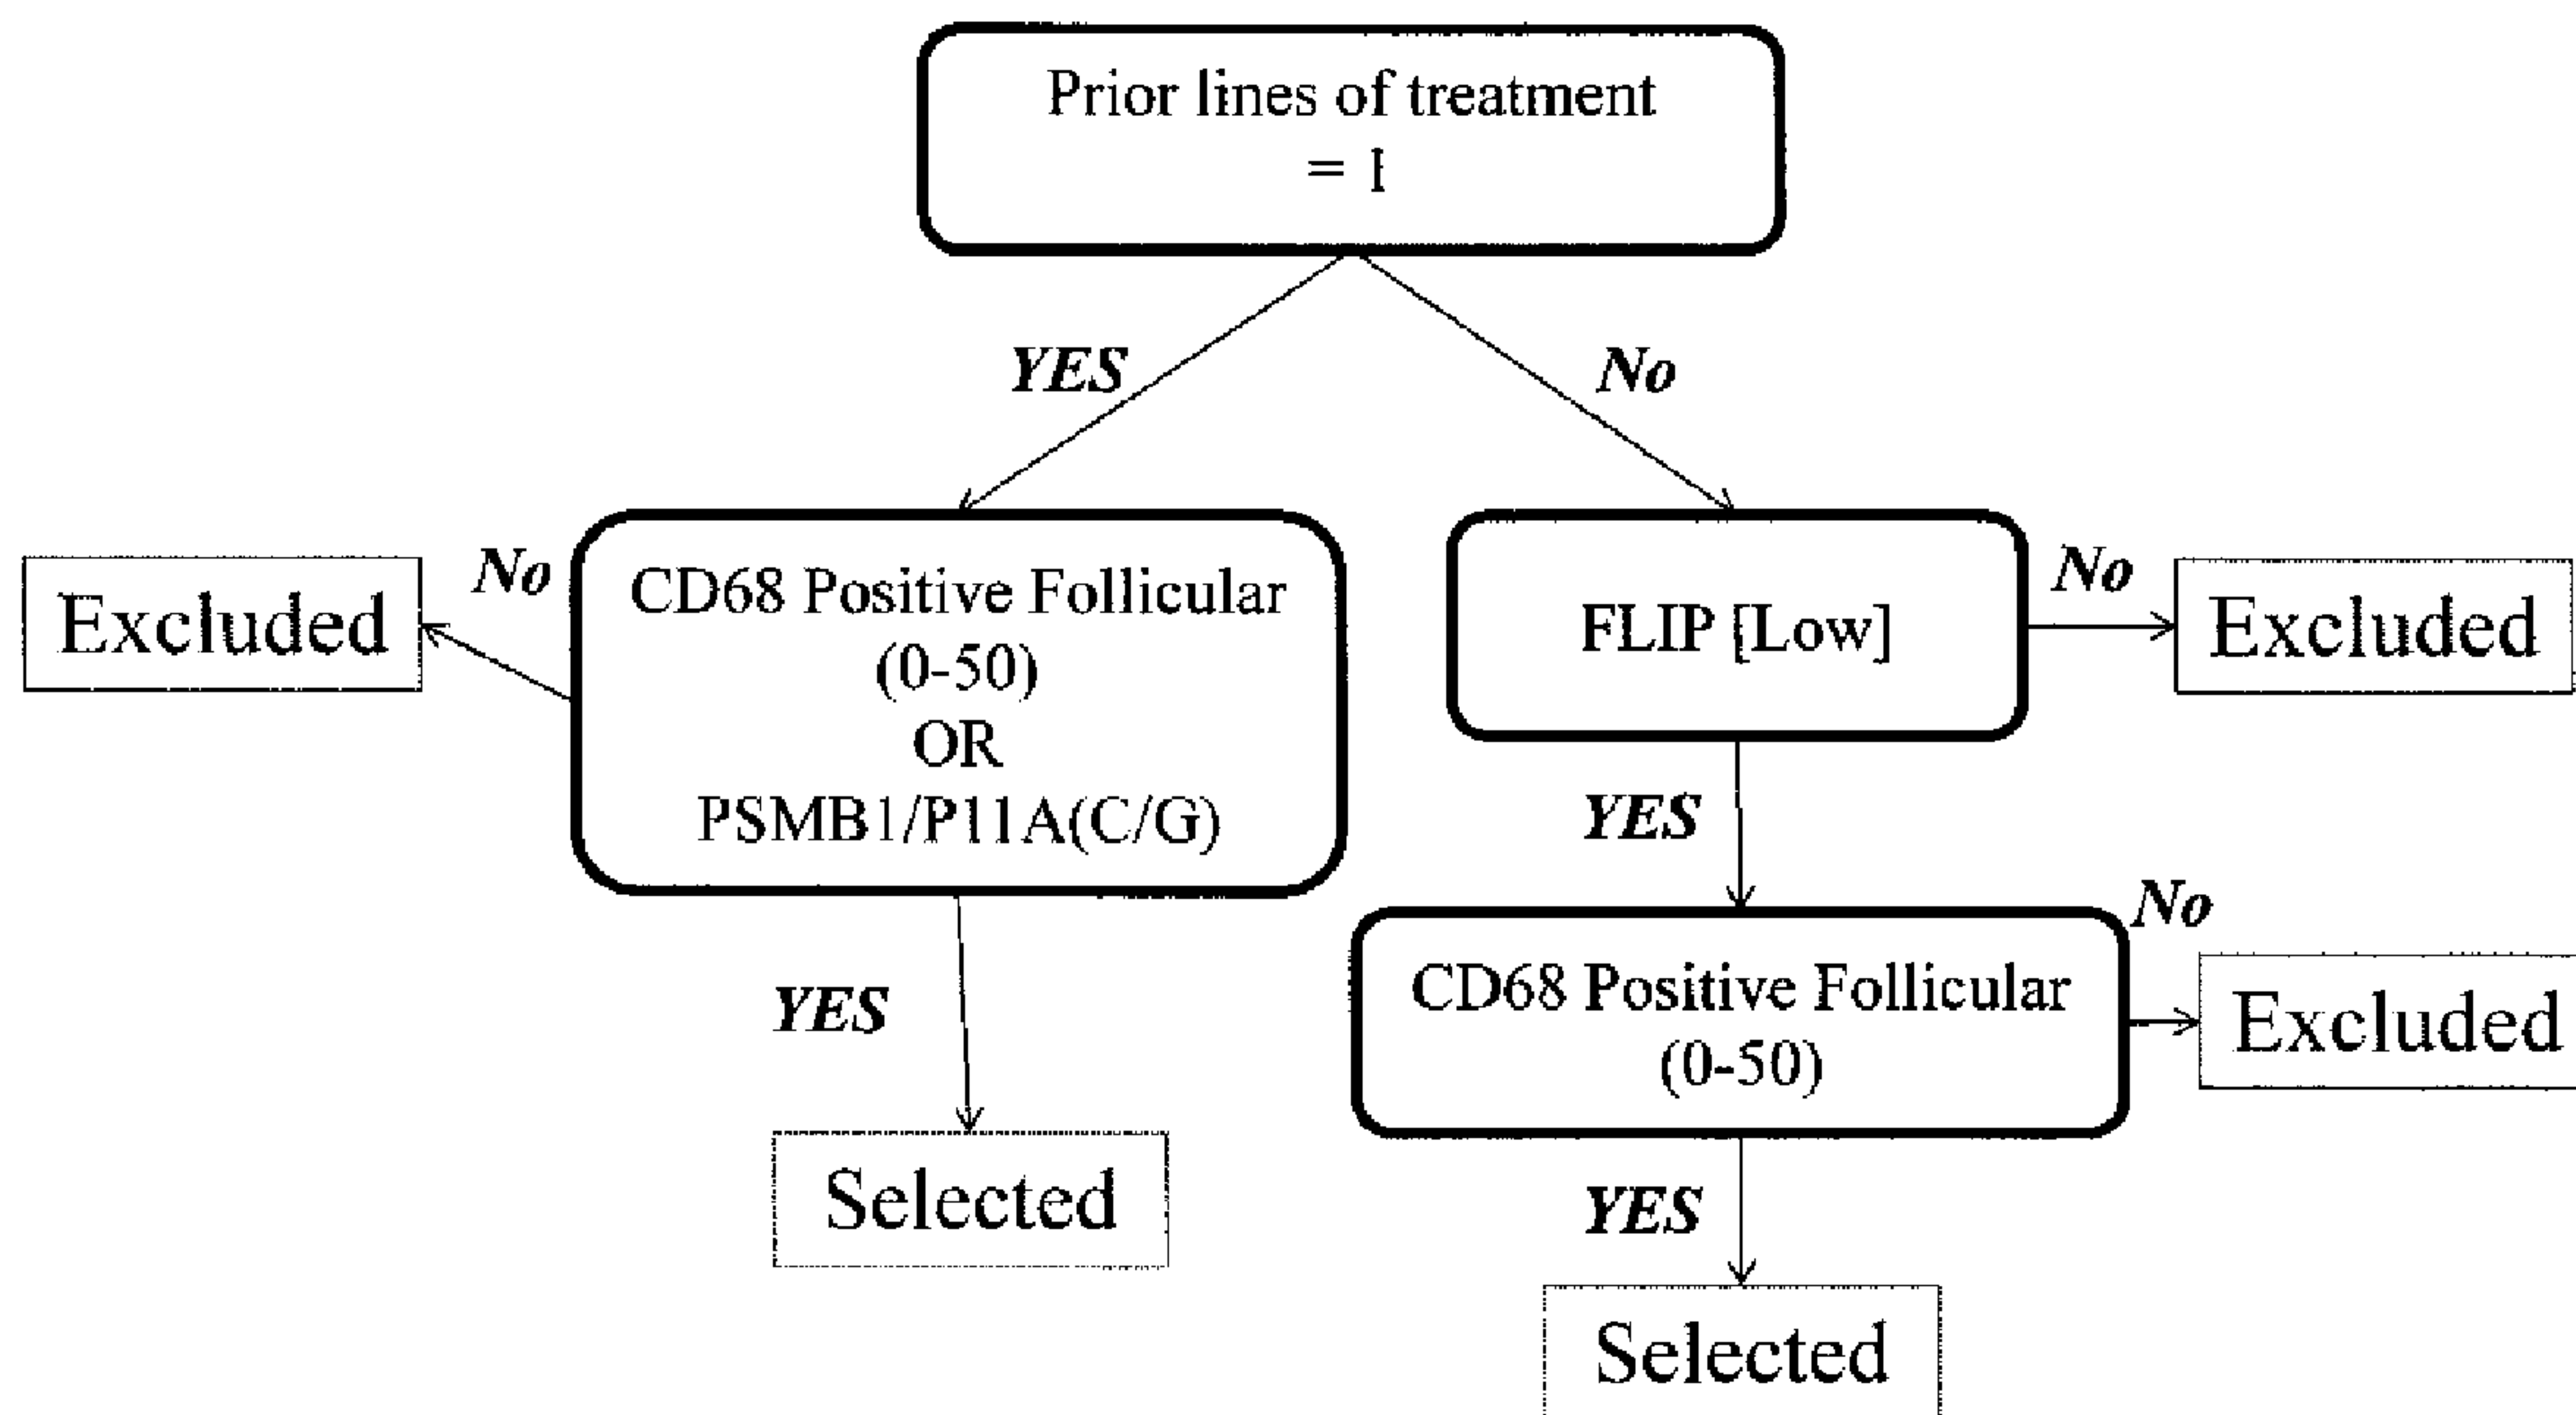 Prior lines of treatment
= 1
YES
No
Excluded
No
CD68 Positive Follicular
(0-50)
OR
PSMB1/P11A(C/G)
FLIP [Low]
No
Excluded
YES
YES
CD68 Positive Follicular
(0-50)
No
Excluded
Selected
YES
Selected